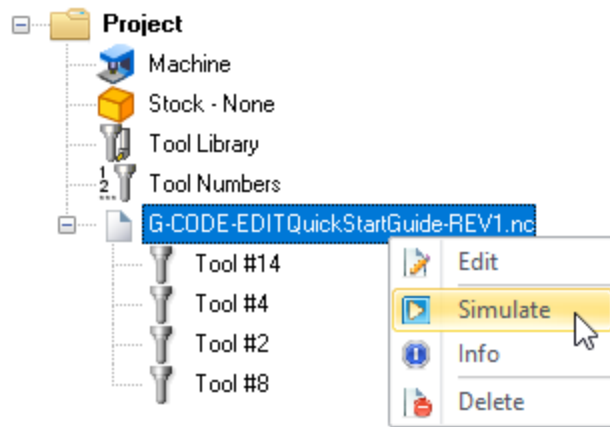 Project
Machine
Stock - None
Tool Library
1
2
Tool Numbers
G-CODE-EDITQuickStartGuide-REV1.nc
Tool #14
Tool #4
Tool #2
Tool #8
Edit
Simulate
Info
Delete